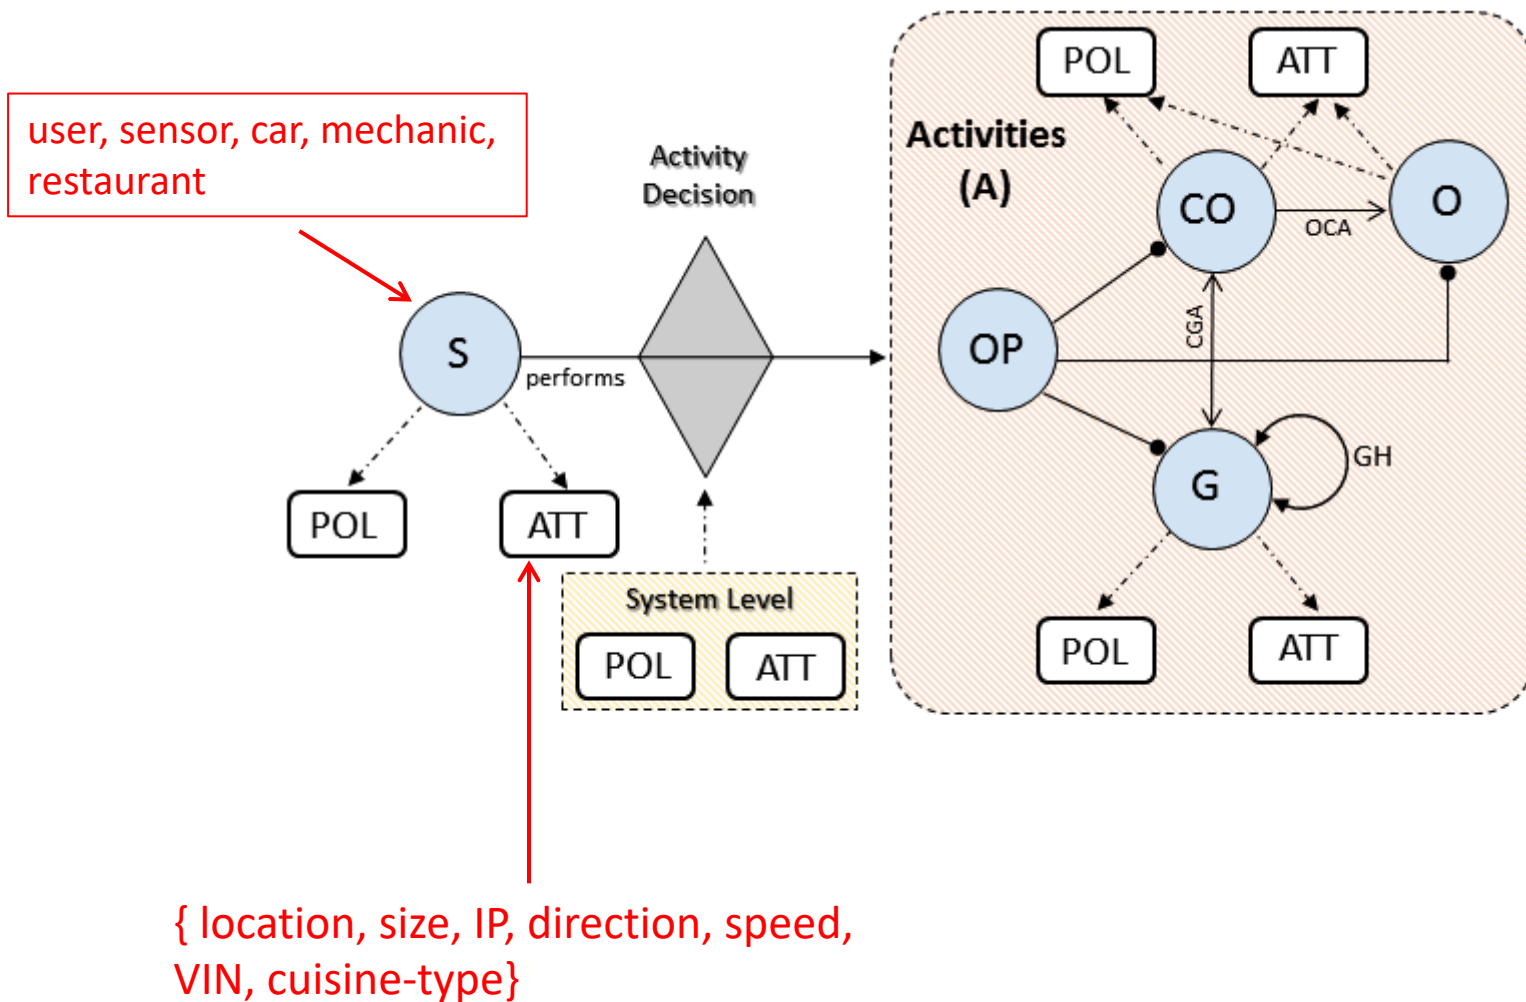 POL
ATT
user, sensor, car, mechanic,
restaurant
Activities
(A)
Activity
Decision
CO
OCA
O
CGA
S
performs
OP
GH
G
POL
ATT
System Level
POL
ATT
POL
ATT
{ location, size, IP, direction, speed,
VIN, cuisine-type}